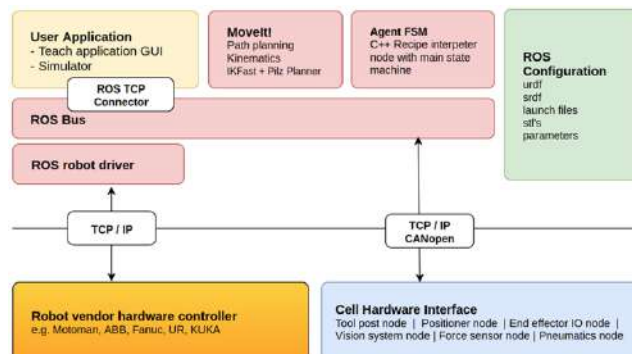 User Application
- Teach application GUI
- Simulator
MoveIt!
Path planning
Kinematics
IKFast + Pilz Planner
Agent FSM
C++ Recipe interpeter
node with main state
machine
ROS
Configuration
urdf
srdf
launch files
stl's
parameters
ROS TCP
Connector
ROS Bus
ROS robot driver
TCP / IP
TCP / IP
CANopen
Robot vendor hardware controller
e.g. Motoman, ABB, Fanuc, UR, KUKA
Cell Hardware Interface
Tool post node | Positioner node | End effector IO node |
Vision system node | Force sensor node | Pneumatics node